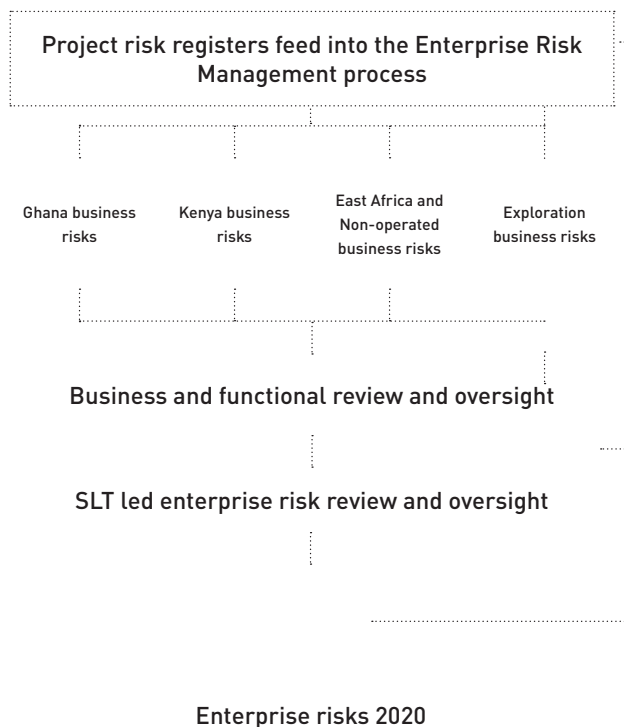 Project risk registers feed into the Enterprise Risk
Management process
Ghana business
risks
Kenya business
risks
East Africa and
Non-operated
business risks
Exploration
business risks
Business and functional review and oversight
SLT led enterprise risk review and oversight
Enterprise risks 2020